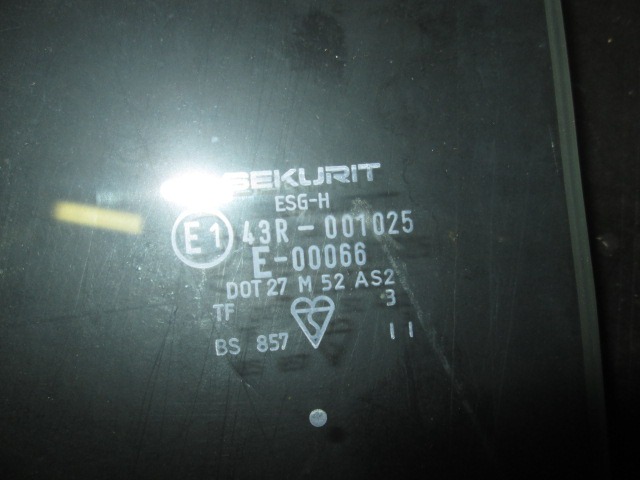 SEKURIT
ESG-H
E1 43R-001025
E-00066
DOT 27 M 52 AS2
TF 3
BS 857 11